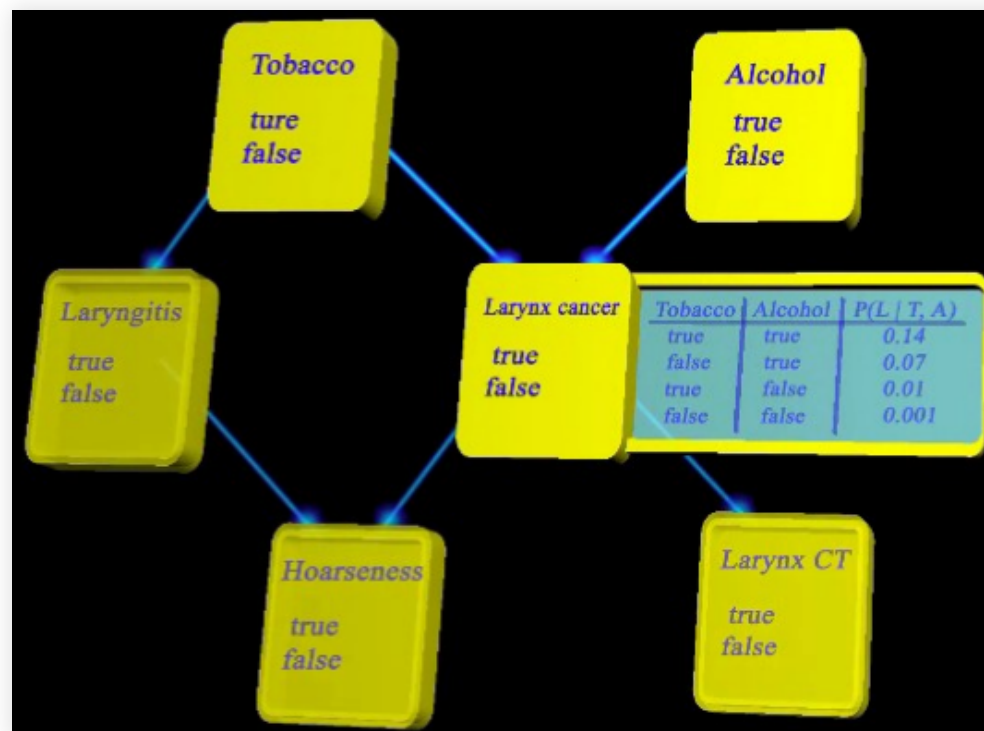 Tobacco
ture
false
Alcohol
true
false
Laryngitis
true
false
Larynx cancer
true
false
Tobacco Alcohol P(L | T, A)
true true 0.14
false true 0.07
true false 0.01
false false 0.001
Hoarseness
true
false
Larynx CT
true
false